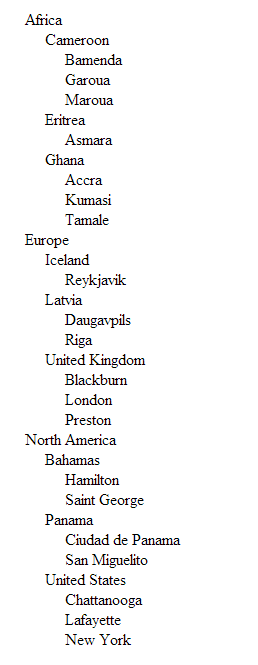 Africa
Cameroon
Bamenda
Garoua
Maroua
Eritrea
Asmara
Ghana
Accra
Kumasi
Tamale
Europe
Iceland
Reykjavik
Latvia
Daugavpils
Riga
United Kingdom
Blackburn
London
Preston
North America
Bahamas
Hamilton
Saint George
Panama
Ciudad de Panama
San Miguelito
United States
Chattanooga
Lafayette
New York